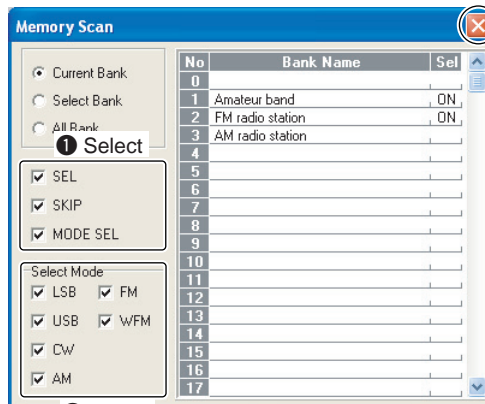 Memory Scan
Current Bank
Select Bank
All Bank
❶ Select
SEL
SKIP
MODE SEL
Select Mode
LSB FM
USB WFM
CW
AM
No Bank Name Sel
0
1 Amateur band ON
2 FM radio station ON
3 AM radio station
4
5
6
7
8
9
10
11
12
13
14
15
16
17